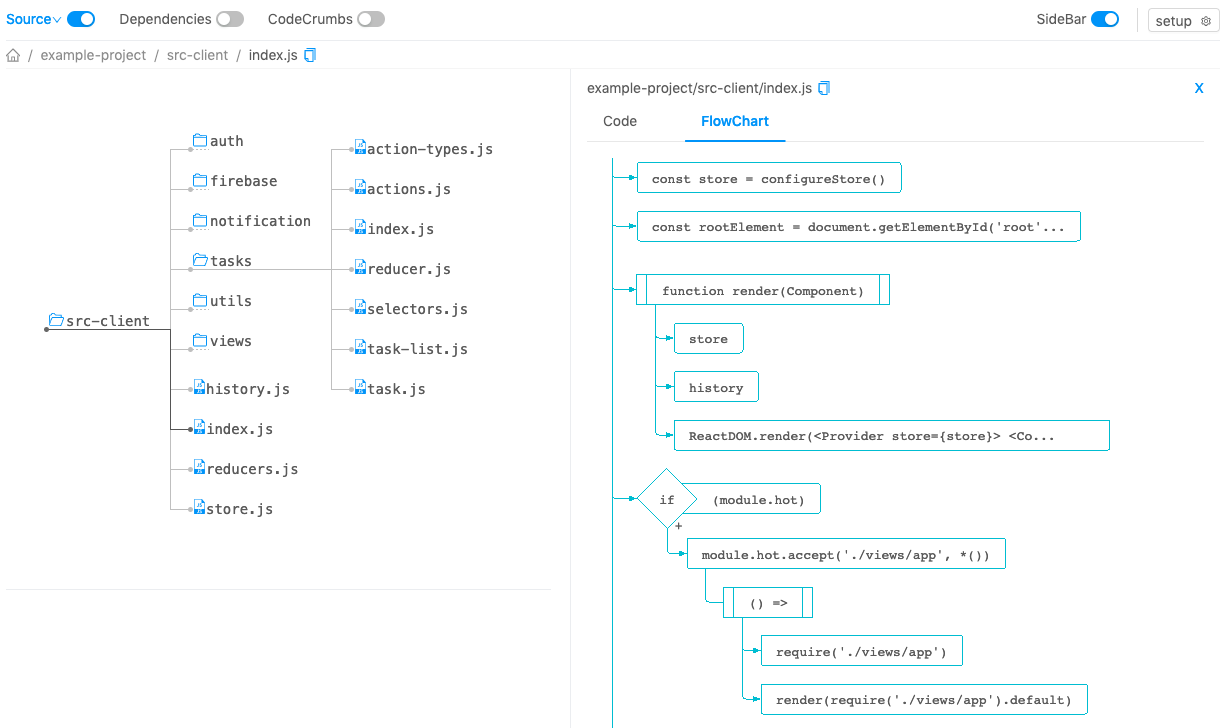 Source Dependencies CodeCrumbs SideBar setup
/ example-project / src-client / index.js
example-project/src-client/index.js X
Code FlowChart
src-client
auth
firebase
notification
tasks
utils
views
history.js
index.js
reducers.js
store.js
action-types.js
actions.js
index.js
reducer.js
selectors.js
task-list.js
task.js
const store = configureStore()
const rootElement = document.getElementById('root'...
function render(Component)
store
history
ReactDOM.render(<Provider store={store}> <Co...
if (module.hot)
+
module.hot.accept('./views/app', *())
() =>
require('./views/app')
render(require('./views/app').default)